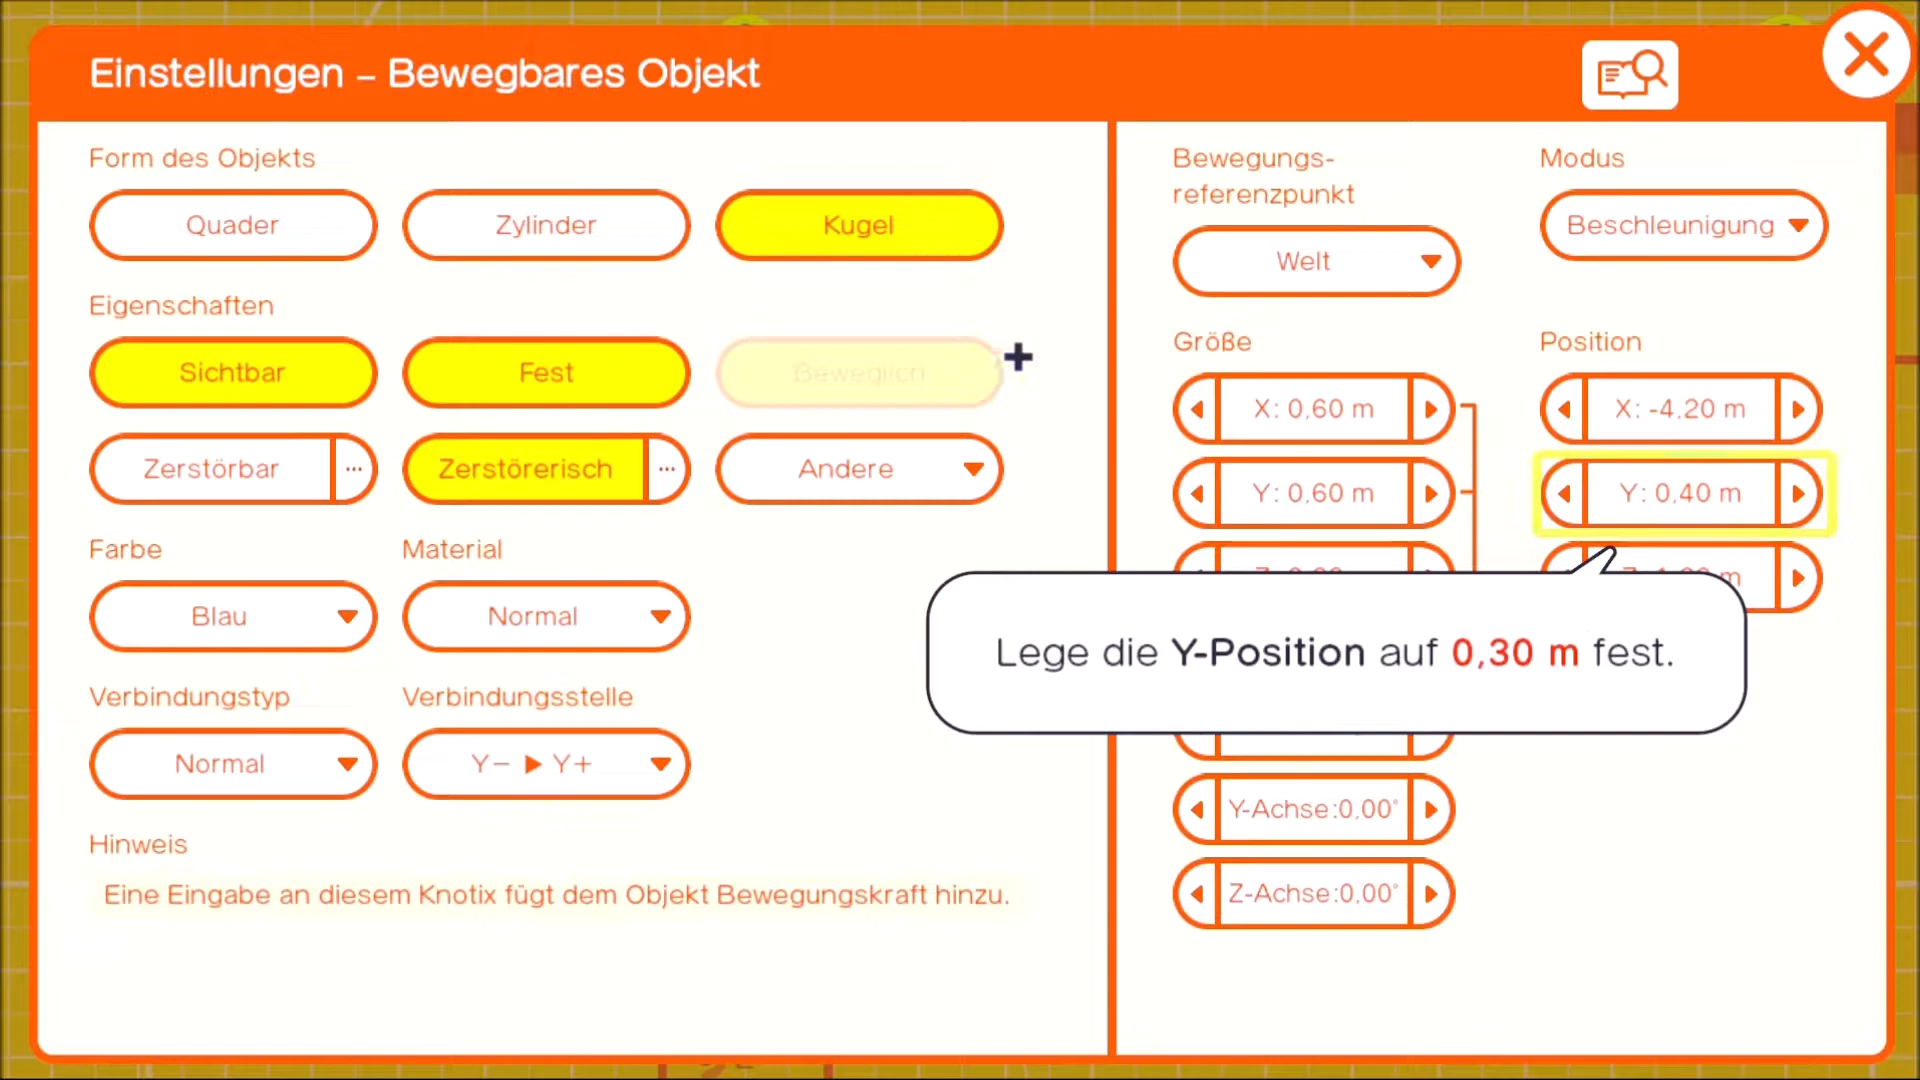 Einstellungen – Bewegbares Objekt
Form des Objekts
Quader
Zylinder
Kugel
Eigenschaften
Sichtbar
Fest
Beweglich
Zerstörbar ...
Zerstörerisch ...
Andere
Farbe
Material
Blau
Normal
Verbindungstyp
Verbindungsstelle
Normal
Y− ▶ Y+
Hinweis
Eine Eingabe an diesem Knotix fügt dem Objekt Bewegungskraft hinzu.
Bewegungs-
referenzpunkt
Welt
Modus
Beschleunigung
Größe
X: 0,60 m
Y: 0,60 m
Position
X: -4,20 m
Y: 0,40 m
Lege die Y-Position auf 0,30 m fest.
Y-Achse:0,00°
Z-Achse:0,00°